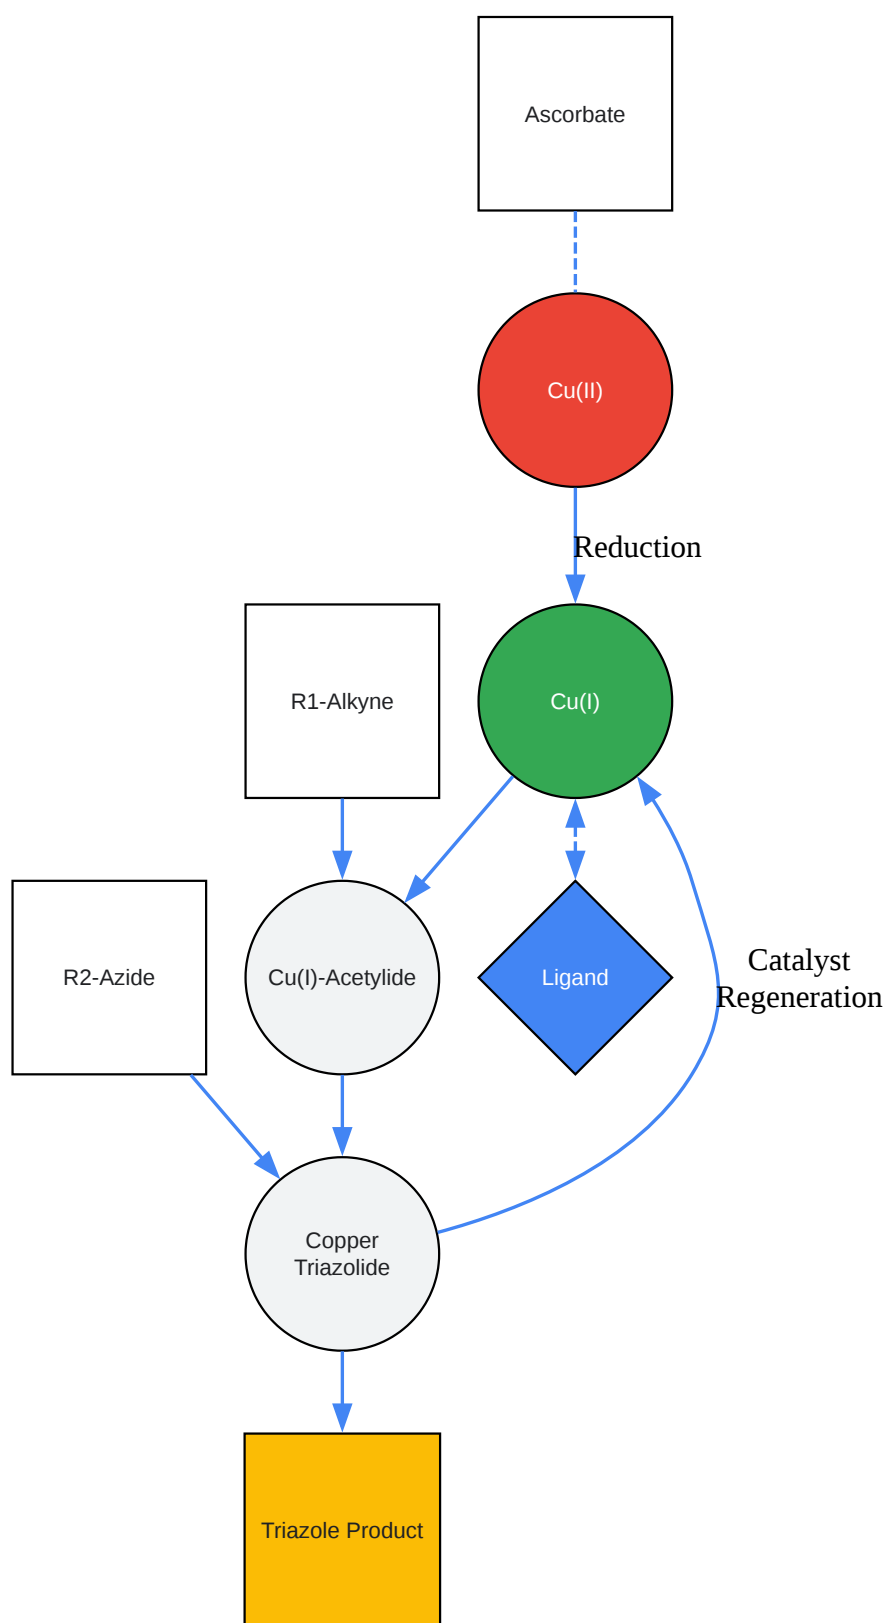 Ascorbate
Cu(II)
Reduction
R1-Alkyne
Cu(I)
R2-Azide
Cu(I)-Acetylide
Ligand
Catalyst
Regeneration
Copper
Triazolide
Triazole Product